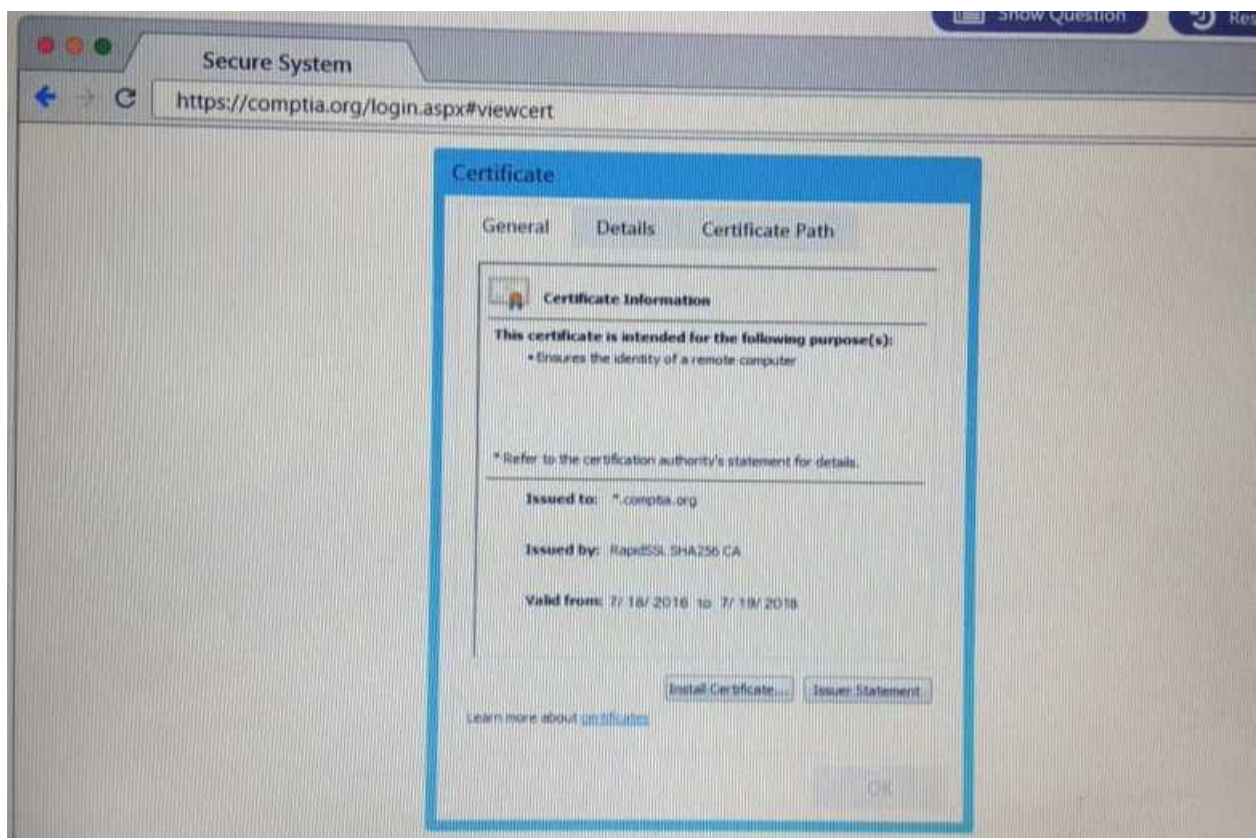 Show Question
Res
Secure System
https://comptia.org/login.aspx#viewcert
Certificate
General Details Certificate Path
Certificate Information
This certificate is intended for the following purpose(s):
• Ensures the identity of a remote computer
* Refer to the certification authority's statement for details.
Issued to: *.comptia.org
Issued by: RapidSSL SHA256 CA
Valid from: 7/ 18/ 2016 to 7/ 19/ 2018
Install Certificate... Issuer Statement
Learn more about certificates
OK